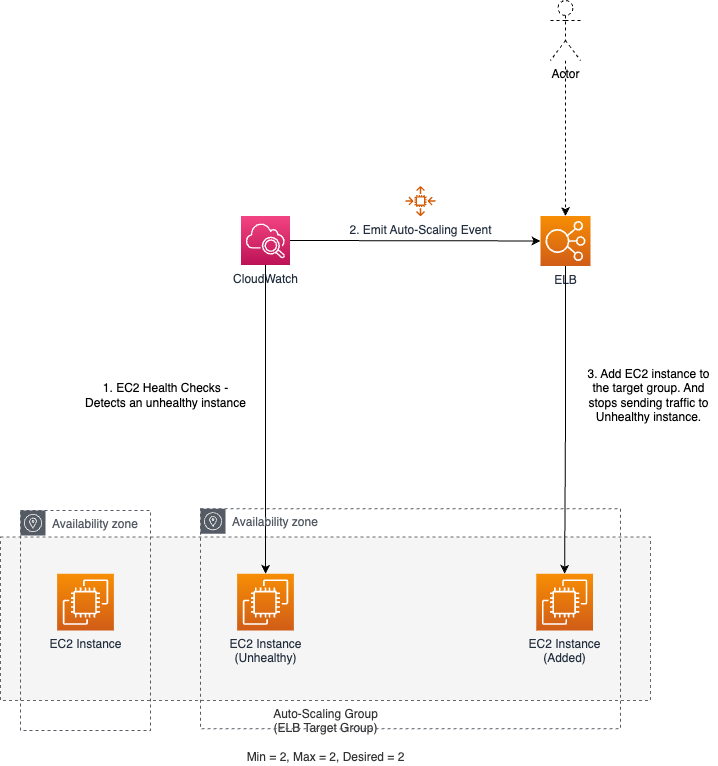 Actor
2. Emit Auto-Scaling Event
CloudWatch
ELB
1. EC2 Health Checks -
Detects an unhealthy instance
3. Add EC2 instance to
the target group. And
stops sending traffic to
Unhealthy instance.
Availability zone
Availability zone
EC2 Instance
EC2 Instance
(Unhealthy)
EC2 Instance
(Added)
Auto-Scaling Group
(ELB Target Group)
Min = 2, Max = 2, Desired = 2